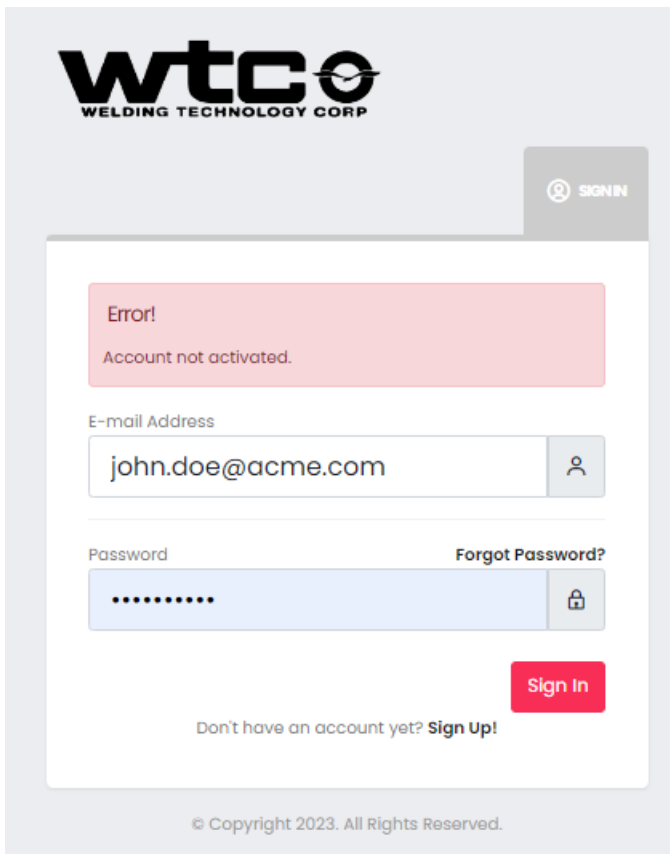 wtco
WELDING TECHNOLOGY CORP
SIGN IN
Error!
Account not activated.
E-mail Address
john.doe@acme.com
Password Forgot Password?
••••••••••
Sign In
Don't have an account yet? Sign Up!
© Copyright 2023. All Rights Reserved.